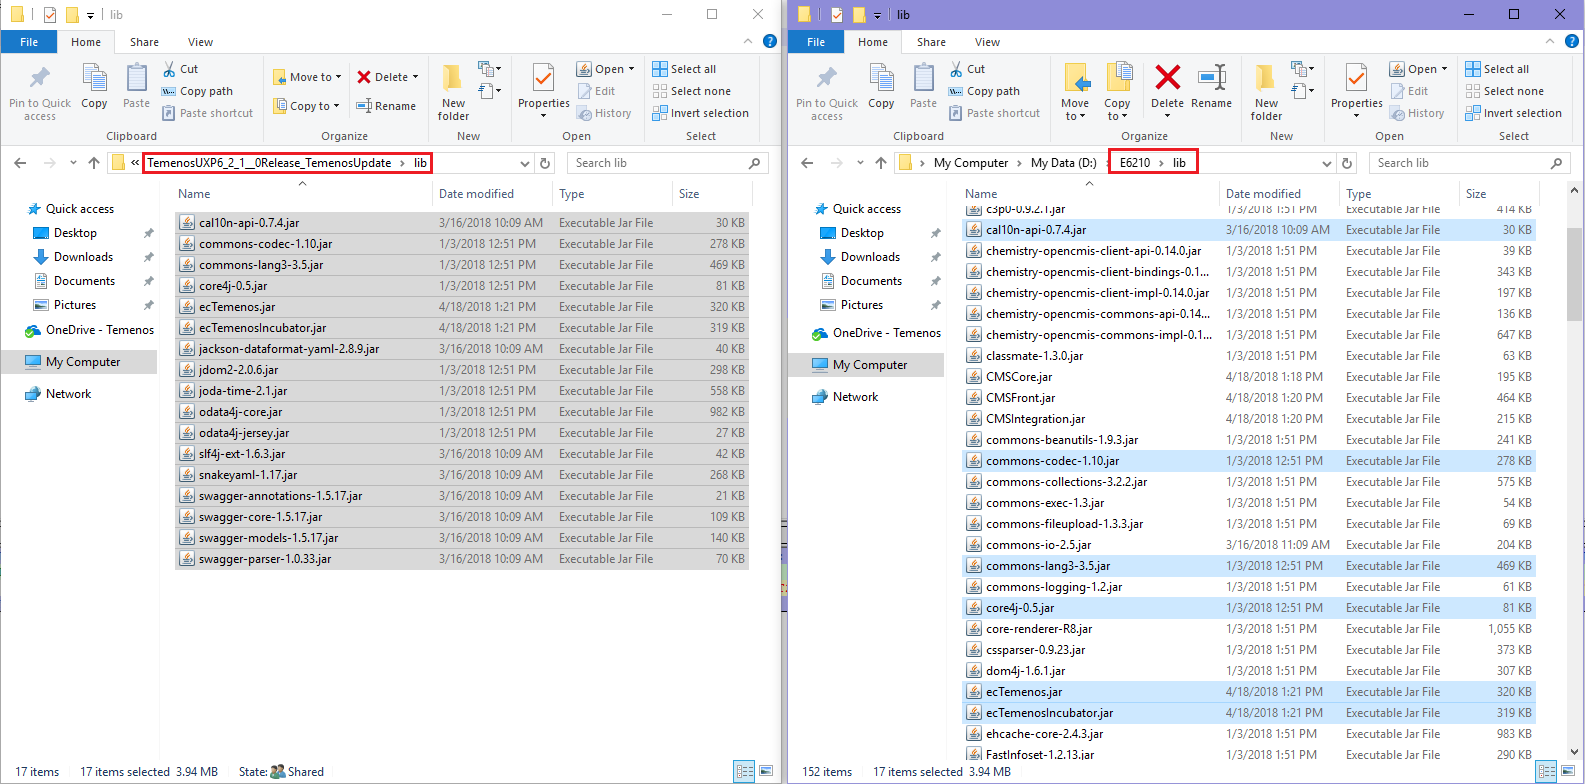 lib
File Home Share View
Pin to Quick access
Copy
Paste
Cut
Copy path
Paste shortcut
Clipboard
Move to
Copy to
Delete
Rename
Organize
New folder
New
Properties
Open
Edit
History
Open
Select all
Select none
Invert selection
Select
« TemenosUXP6_2_1__0Release_TemenosUpdate › lib
Search lib
Quick access
Desktop
Downloads
Documents
Pictures
OneDrive - Temenos
My Computer
Network
Name Date modified Type Size
cal10n-api-0.7.4.jar 3/16/2018 10:09 AM Executable Jar File 30 KB
commons-codec-1.10.jar 1/3/2018 12:51 PM Executable Jar File 278 KB
commons-lang3-3.5.jar 1/3/2018 12:51 PM Executable Jar File 469 KB
core4j-0.5.jar 1/3/2018 12:51 PM Executable Jar File 81 KB
ecTemenos.jar 4/18/2018 1:21 PM Executable Jar File 320 KB
ecTemenosIncubator.jar 4/18/2018 1:21 PM Executable Jar File 319 KB
jackson-dataformat-yaml-2.8.9.jar 3/16/2018 10:09 AM Executable Jar File 40 KB
jdom2-2.0.6.jar 1/3/2018 12:51 PM Executable Jar File 298 KB
joda-time-2.1.jar 1/3/2018 12:51 PM Executable Jar File 558 KB
odata4j-core.jar 1/3/2018 12:51 PM Executable Jar File 982 KB
odata4j-jersey.jar 1/3/2018 12:51 PM Executable Jar File 27 KB
slf4j-ext-1.6.3.jar 3/16/2018 10:09 AM Executable Jar File 42 KB
snakeyaml-1.17.jar 3/16/2018 10:09 AM Executable Jar File 268 KB
swagger-annotations-1.5.17.jar 3/16/2018 10:09 AM Executable Jar File 21 KB
swagger-core-1.5.17.jar 3/16/2018 10:09 AM Executable Jar File 109 KB
swagger-models-1.5.17.jar 3/16/2018 10:09 AM Executable Jar File 140 KB
swagger-parser-1.0.33.jar 3/16/2018 10:09 AM Executable Jar File 70 KB
17 items 17 items selected 3.94 MB State: Shared
lib
File Home Share View
Pin to Quick access
Copy
Paste
Cut
Copy path
Paste shortcut
Clipboard
Move to
Copy to
Delete
Rename
Organize
New folder
New
Properties
Open
Edit
History
Open
Select all
Select none
Invert selection
Select
› My Computer › My Data (D:) › E6210 › lib
Search lib
Quick access
Desktop
Downloads
Documents
Pictures
OneDrive - Temenos
My Computer
Network
Name Date modified Type Size
c3p0-0.9.2.1.jar 1/3/2018 1:51 PM Executable Jar File 414 KB
cal10n-api-0.7.4.jar 3/16/2018 10:09 AM Executable Jar File 30 KB
chemistry-opencmis-client-api-0.14.0.jar 1/3/2018 1:51 PM Executable Jar File 39 KB
chemistry-opencmis-client-bindings-0.1... 1/3/2018 1:51 PM Executable Jar File 343 KB
chemistry-opencmis-client-impl-0.14.0.jar 1/3/2018 1:51 PM Executable Jar File 197 KB
chemistry-opencmis-commons-api-0.14... 1/3/2018 1:51 PM Executable Jar File 136 KB
chemistry-opencmis-commons-impl-0.1... 1/3/2018 1:51 PM Executable Jar File 647 KB
classmate-1.3.0.jar 1/3/2018 1:51 PM Executable Jar File 63 KB
CMSCore.jar 4/18/2018 1:18 PM Executable Jar File 195 KB
CMSFront.jar 4/18/2018 1:20 PM Executable Jar File 464 KB
CMSIntegration.jar 4/18/2018 1:20 PM Executable Jar File 215 KB
commons-beanutils-1.9.3.jar 1/3/2018 1:51 PM Executable Jar File 241 KB
commons-codec-1.10.jar 1/3/2018 12:51 PM Executable Jar File 278 KB
commons-collections-3.2.2.jar 1/3/2018 1:51 PM Executable Jar File 575 KB
commons-exec-1.3.jar 1/3/2018 1:51 PM Executable Jar File 54 KB
commons-fileupload-1.3.3.jar 1/3/2018 1:51 PM Executable Jar File 69 KB
commons-io-2.5.jar 3/16/2018 11:09 AM Executable Jar File 204 KB
commons-lang3-3.5.jar 1/3/2018 12:51 PM Executable Jar File 469 KB
commons-logging-1.2.jar 1/3/2018 1:51 PM Executable Jar File 61 KB
core4j-0.5.jar 1/3/2018 12:51 PM Executable Jar File 81 KB
core-renderer-R8.jar 1/3/2018 1:51 PM Executable Jar File 1,055 KB
cssparser-0.9.23.jar 1/3/2018 1:51 PM Executable Jar File 373 KB
dom4j-1.6.1.jar 1/3/2018 1:51 PM Executable Jar File 307 KB
ecTemenos.jar 4/18/2018 1:21 PM Executable Jar File 320 KB
ecTemenosIncubator.jar 4/18/2018 1:21 PM Executable Jar File 319 KB
ehcache-core-2.4.3.jar 1/3/2018 1:51 PM Executable Jar File 983 KB
FastInfoset-1.2.13.jar 1/3/2018 1:51 PM Executable Jar File 290 KB
152 items 17 items selected 3.94 MB